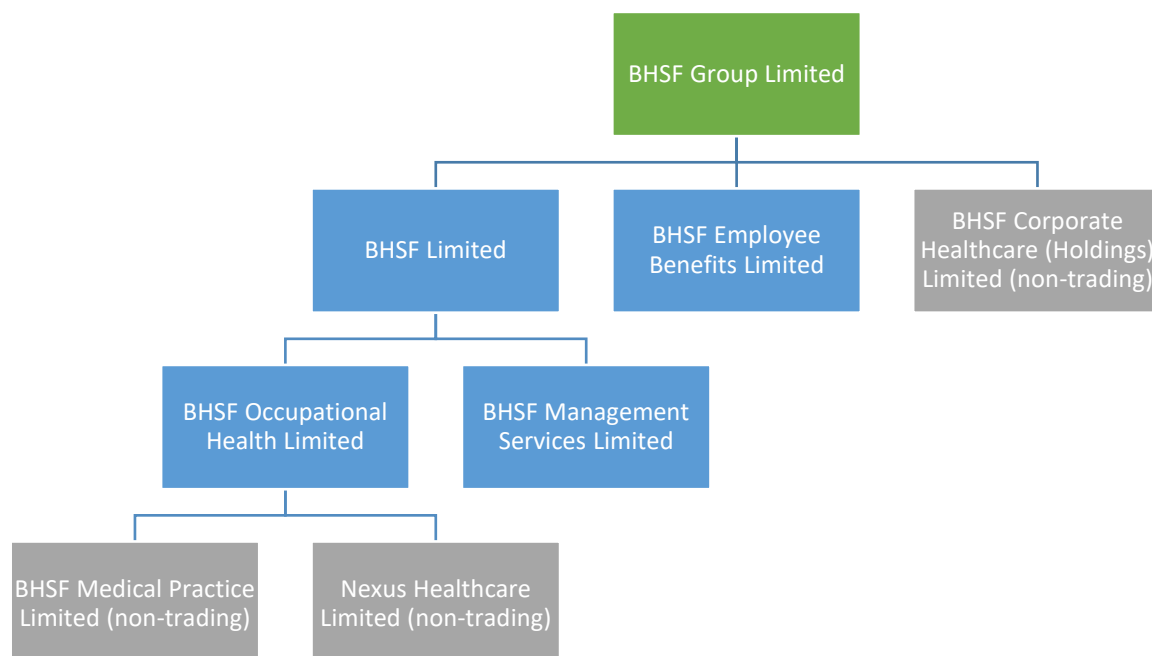 BHSF Group Limited
BHSF Limited
BHSF Employee
Benefits Limited
BHSF Corporate
Healthcare (Holdings)
Limited (non-trading)
BHSF Occupational
Health Limited
BHSF Management
Services Limited
BHSF Medical Practice
Limited (non-trading)
Nexus Healthcare
Limited (non-trading)